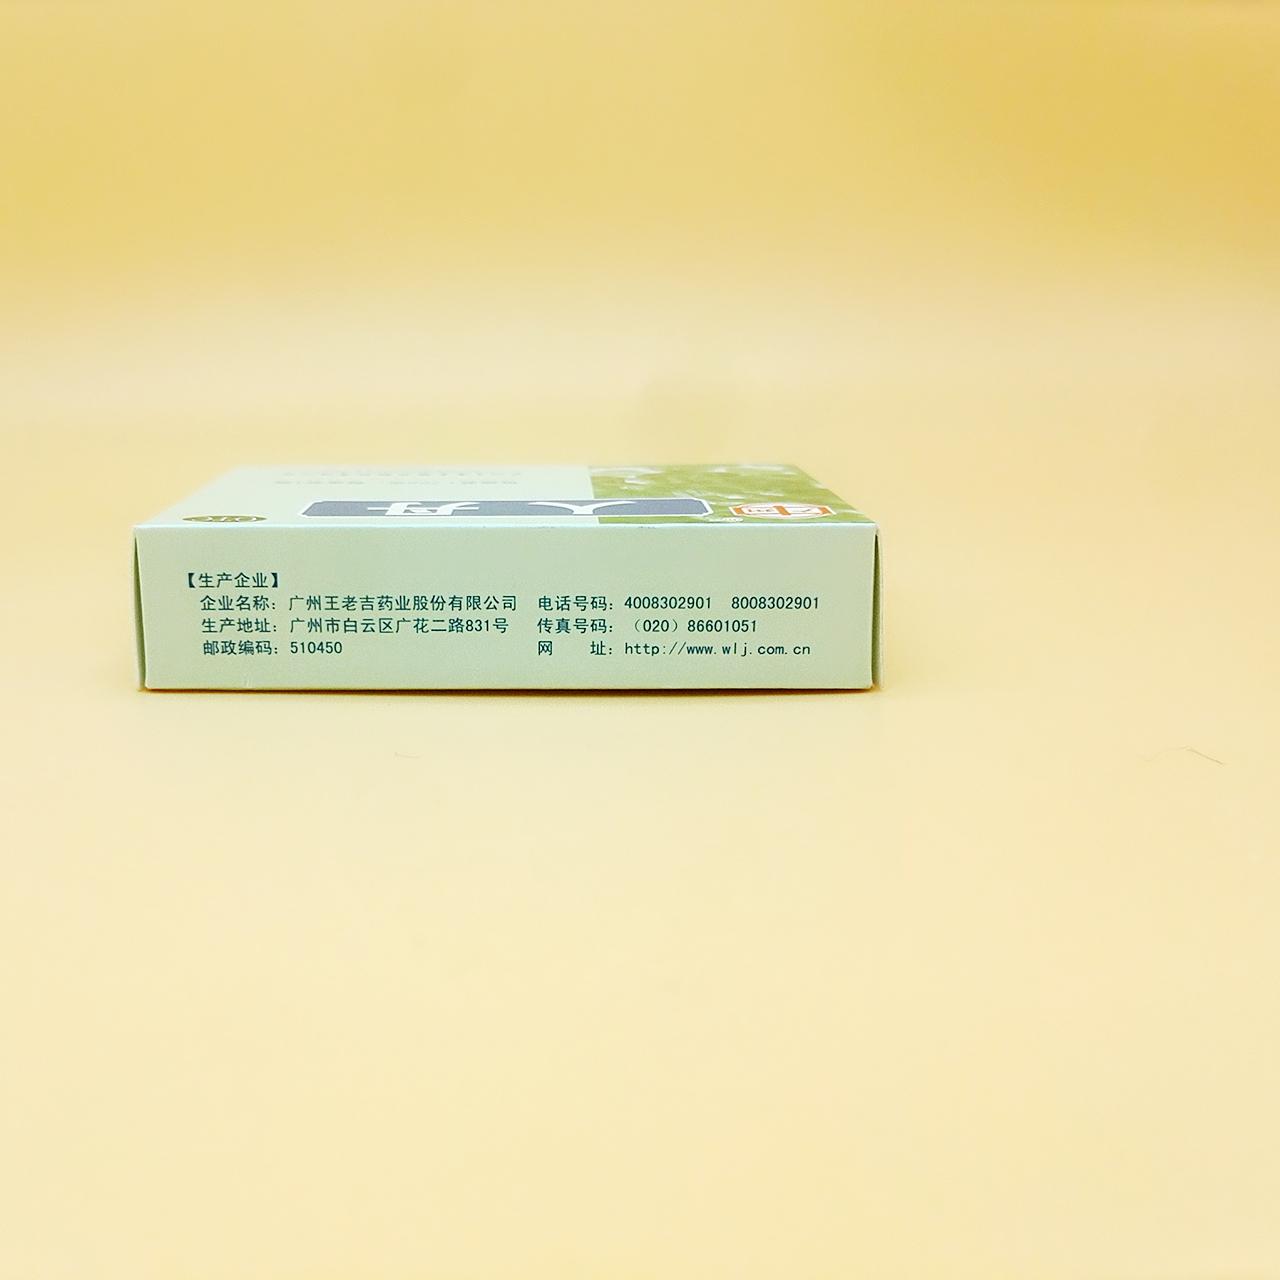 【生产企业】
企业名称：广州王老吉药业股份有限公司 电话号码：4008302901 8008302901
生产地址：广州市白云区广花二路831号 传真号码：（020）86601051
邮政编码：510450 网 址：http://www.wlj.com.cn